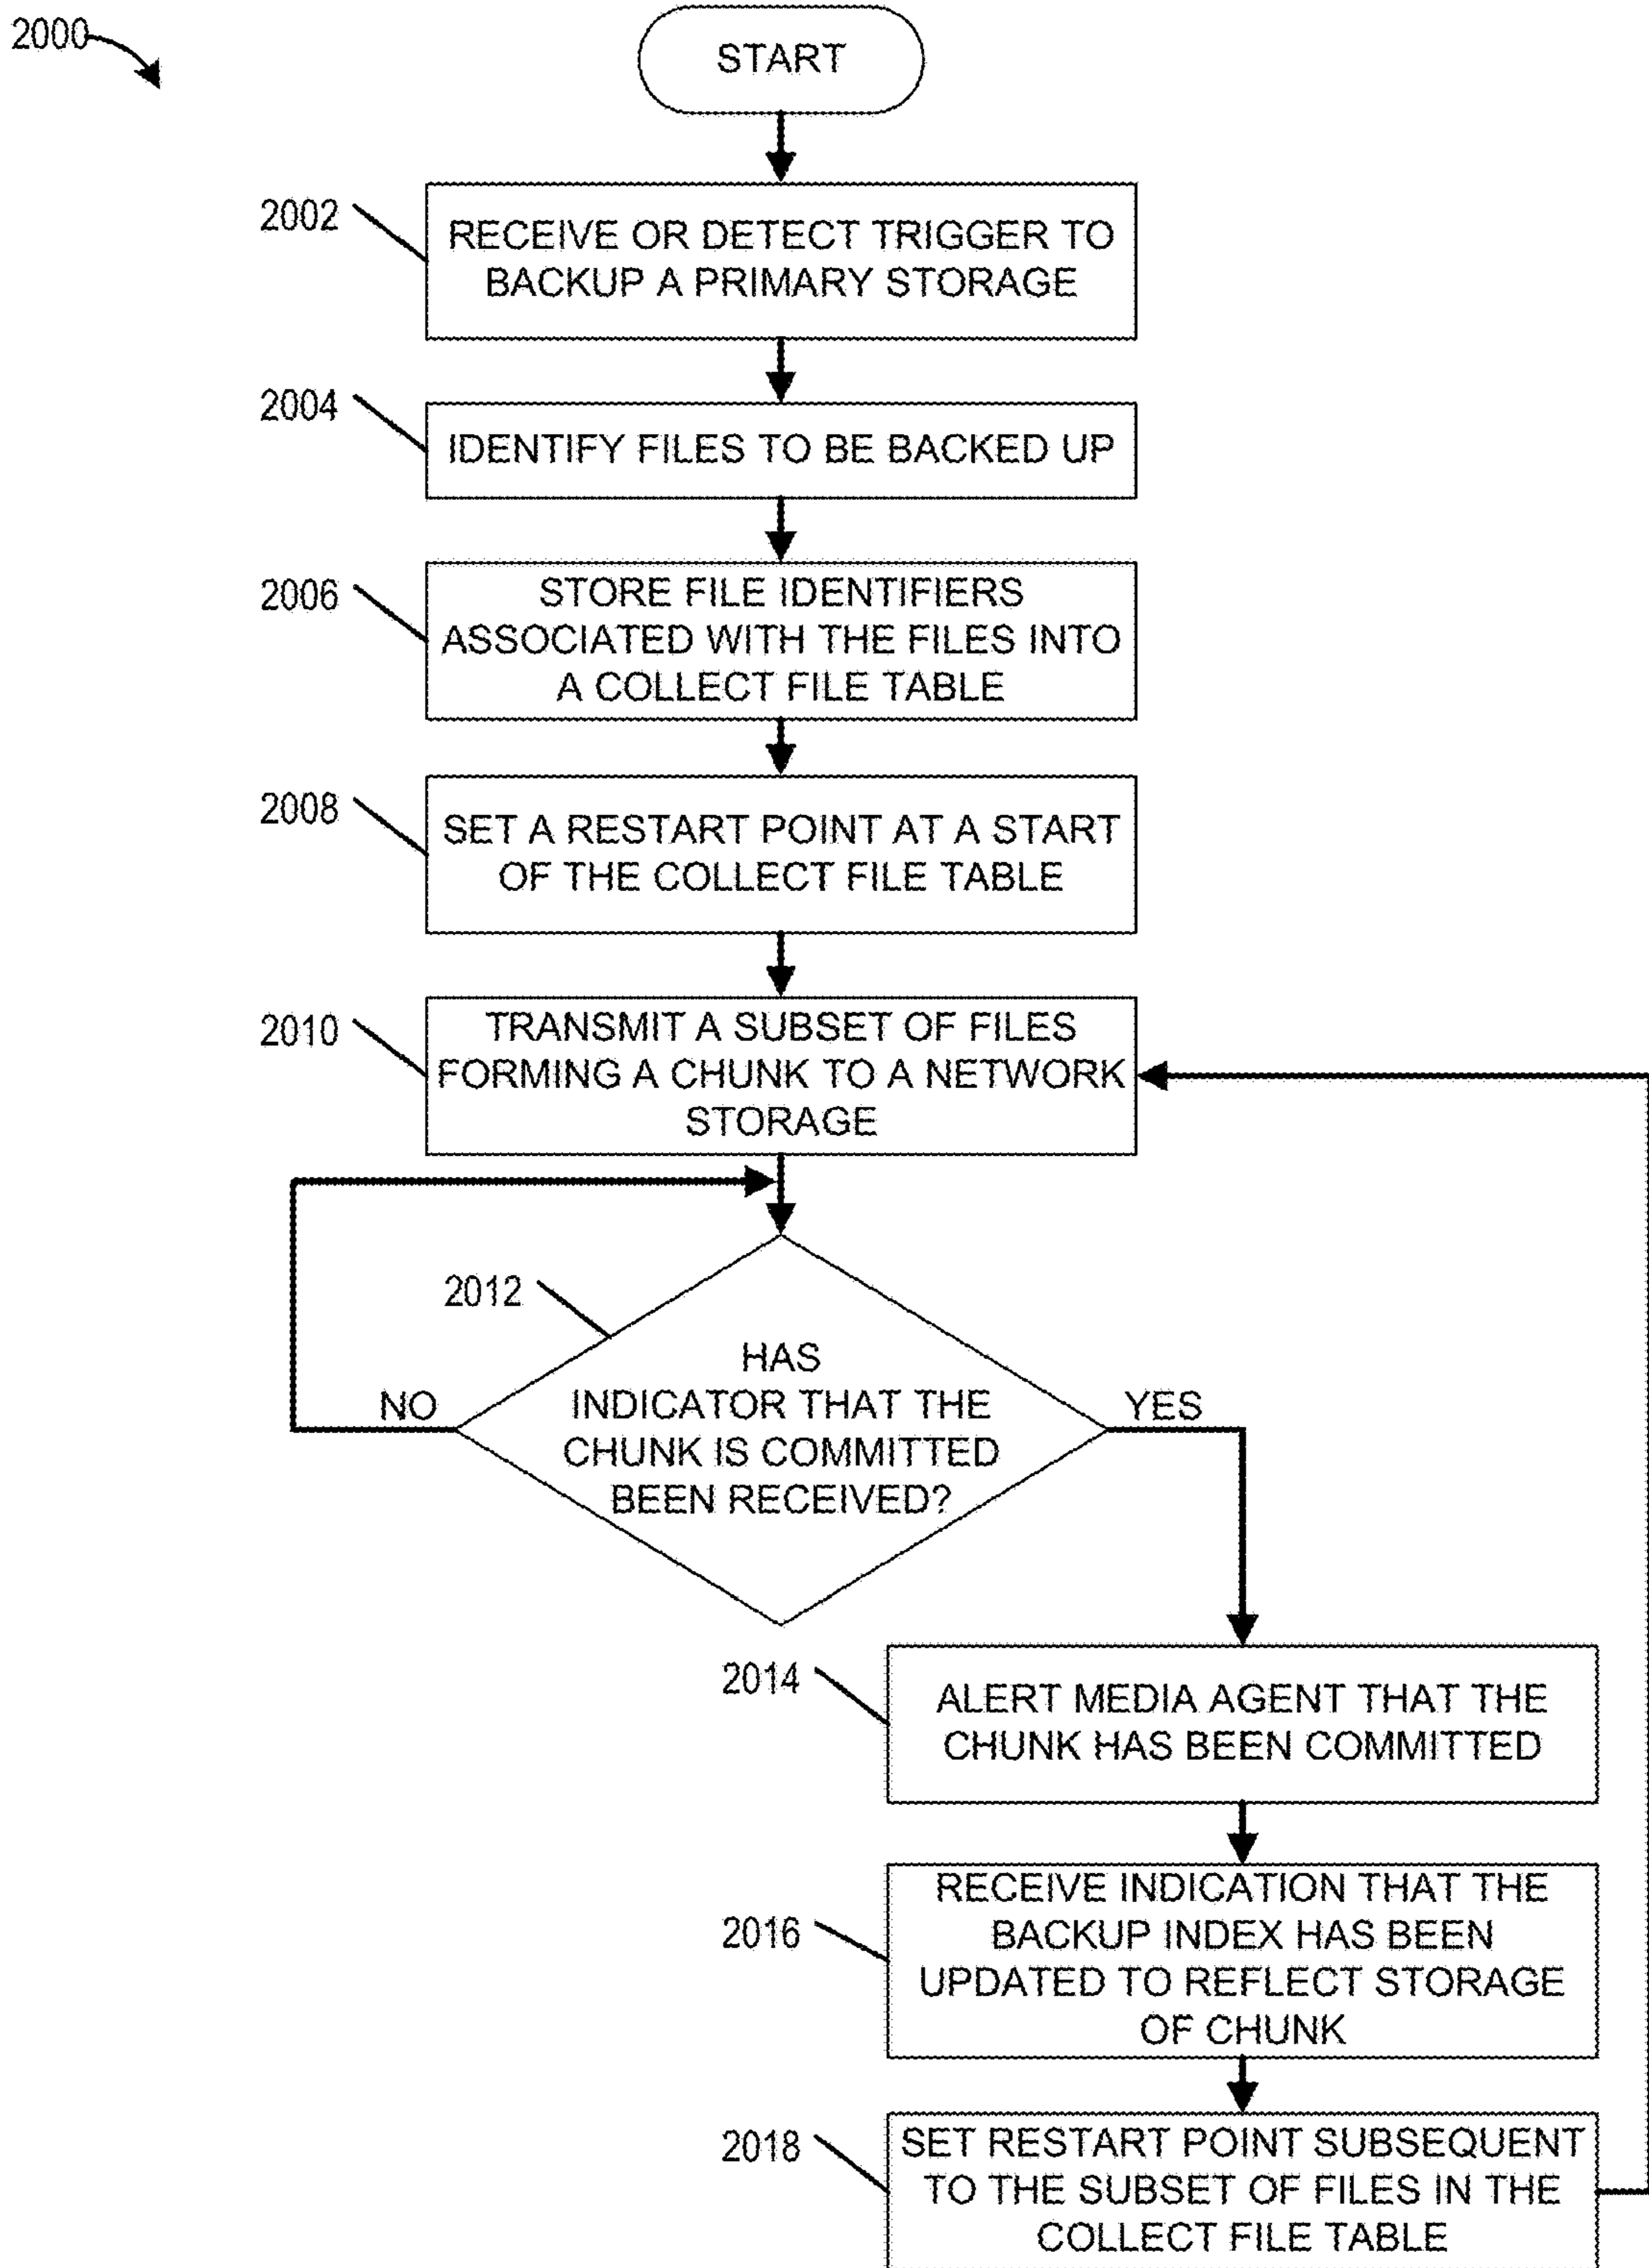 2000
START
2002
RECEIVE OR DETECT TRIGGER TO
BACKUP A PRIMARY STORAGE
2004
IDENTIFY FILES TO BE BACKED UP
2006
STORE FILE IDENTIFIERS
ASSOCIATED WITH THE FILES INTO
A COLLECT FILE TABLE
2008
SET A RESTART POINT AT A START
OF THE COLLECT FILE TABLE
2010
TRANSMIT A SUBSET OF FILES
FORMING A CHUNK TO A NETWORK
STORAGE
2012
HAS
INDICATOR THAT THE
CHUNK IS COMMITTED
BEEN RECEIVED?
NO
YES
2014
ALERT MEDIA AGENT THAT THE
CHUNK HAS BEEN COMMITTED
2016
RECEIVE INDICATION THAT THE
BACKUP INDEX HAS BEEN
UPDATED TO REFLECT STORAGE
OF CHUNK
2018
SET RESTART POINT SUBSEQUENT
TO THE SUBSET OF FILES IN THE
COLLECT FILE TABLE